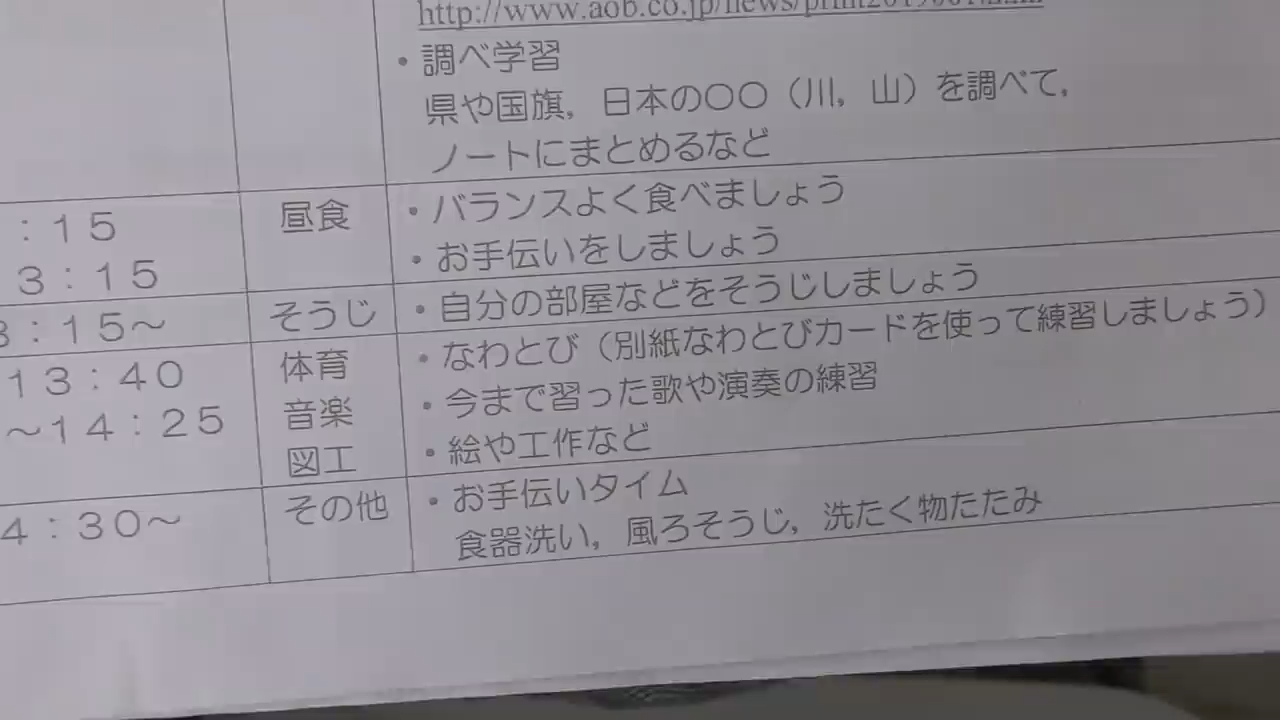 http://www.aob.co.jp/news/print
・調べ学習
県や国旗，日本の〇〇（川，山）を調べて，
ノートにまとめるなど
：１５
３：１５
昼食
・バランスよく食べましょう
・お手伝いをしましょう
：１５～
そうじ
・自分の部屋などをそうじしましょう
１３：４０
～１４：２５
体育
音楽
図工
・なわとび（別紙なわとびカードを使って練習しましょう）
・今まで習った歌や演奏の練習
・絵や工作など
４：３０～
その他
・お手伝いタイム
食器洗い，風ろそうじ，洗たく物たたみ